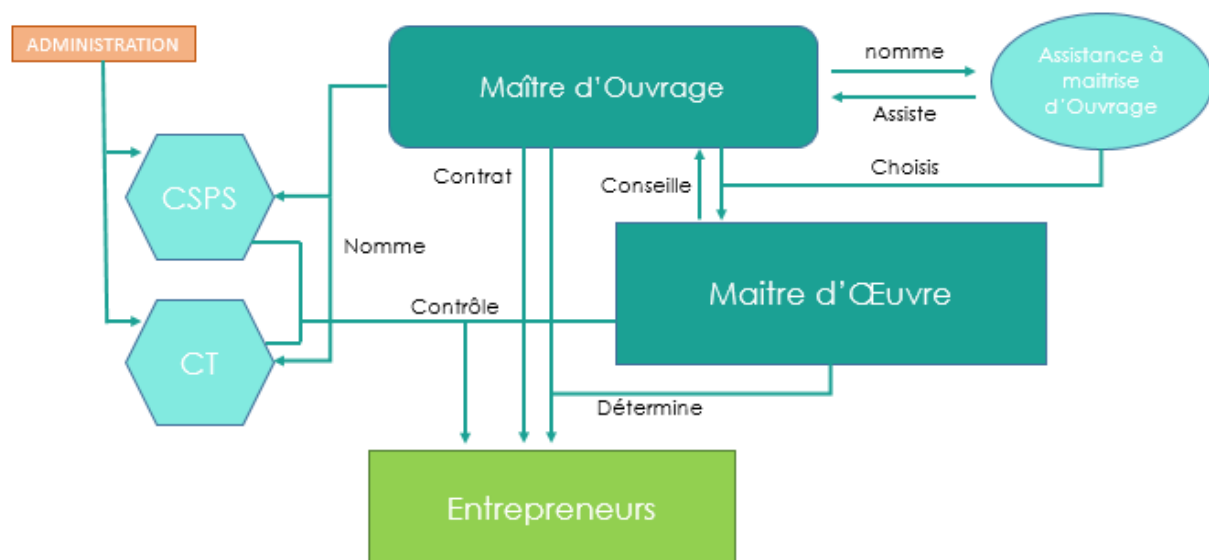 ADMINISTRATION
Maître d'Ouvrage
nomme
Assiste
Assistance à
maitrise
d'Ouvrage
Contrat
Conseille
Choisis
CSPS
Nomme
Maitre d'Œuvre
Contrôle
CT
Détermine
Entrepreneurs